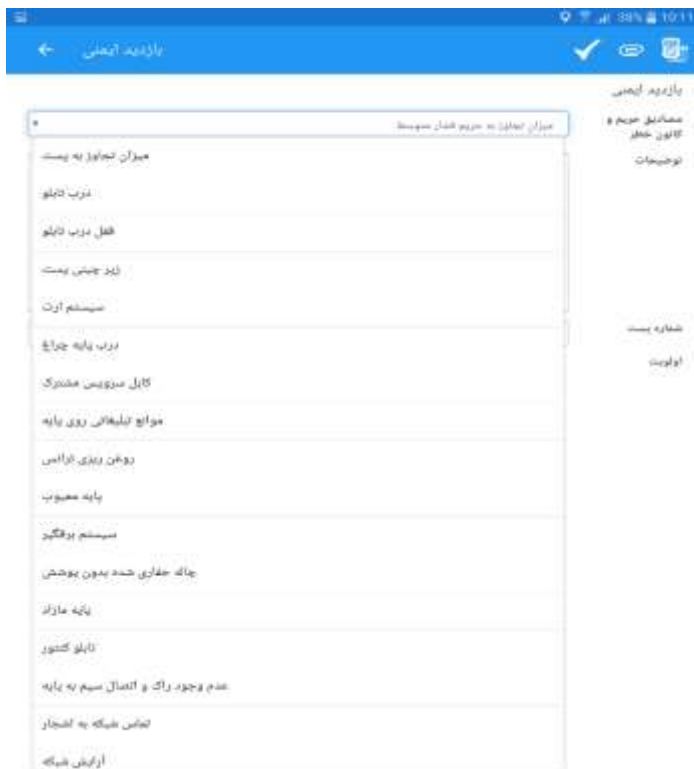 38% 10:11
بازدید ایمنی
بازدید ایمنی
مصادیق حریم و
کانون خطر
میزان تجاوز به حریم فشار متوسط
توضیحات
میزان تجاوز به پست
درب تابلو
قفل درب تابلو
زیر چینی پست
سیستم ارت
شماره پست
درب پایه چراغ
اولویت
کابل سرویس مشترک
موانع تبلیغاتی روی پایه
روغن ریزی ترانس
پایه معیوب
سیستم برقگیر
چاله حفاری شده بدون پوشش
پایه مازاد
تابلو کنتور
عدم وجود راک و اتصال سیم به پایه
تماس شبکه به اشجار
آرایش شبکه